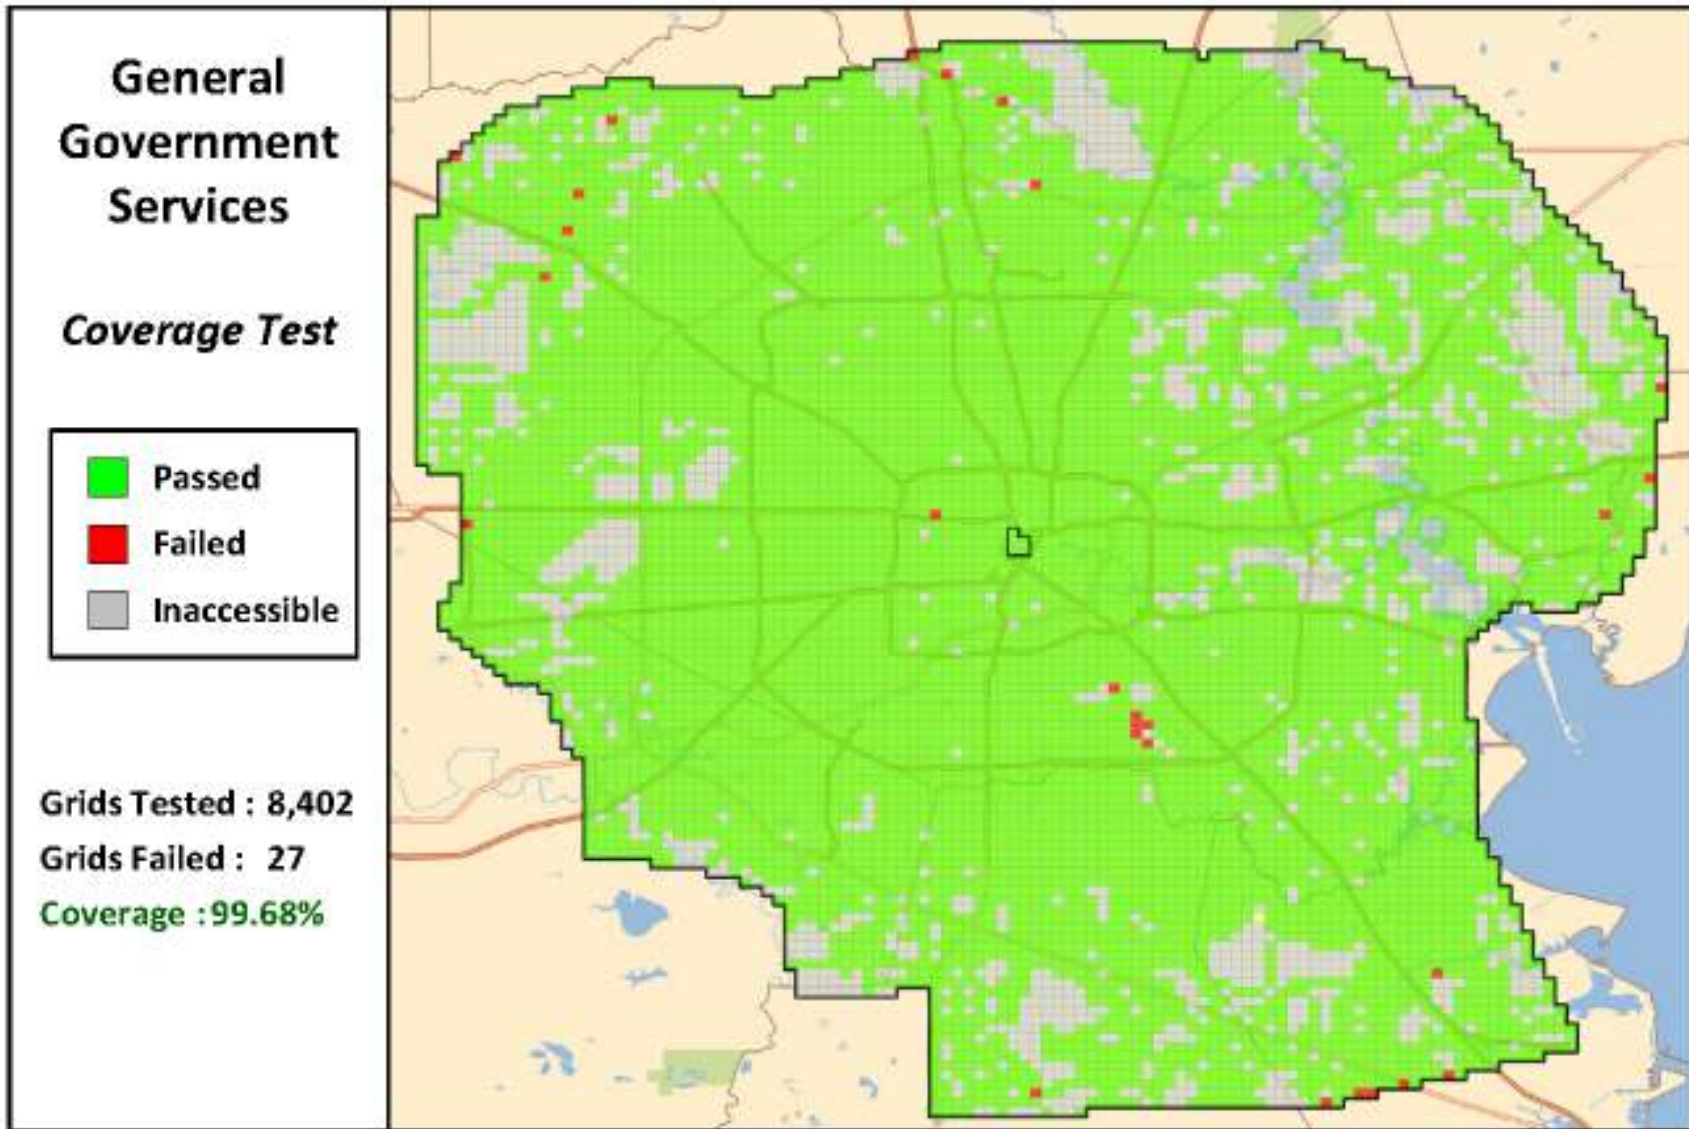 General
Government
Services
Coverage Test
Passed
Failed
Inaccessible
Grids Tested : 8,402
Grids Failed : 27
Coverage : 99.68%